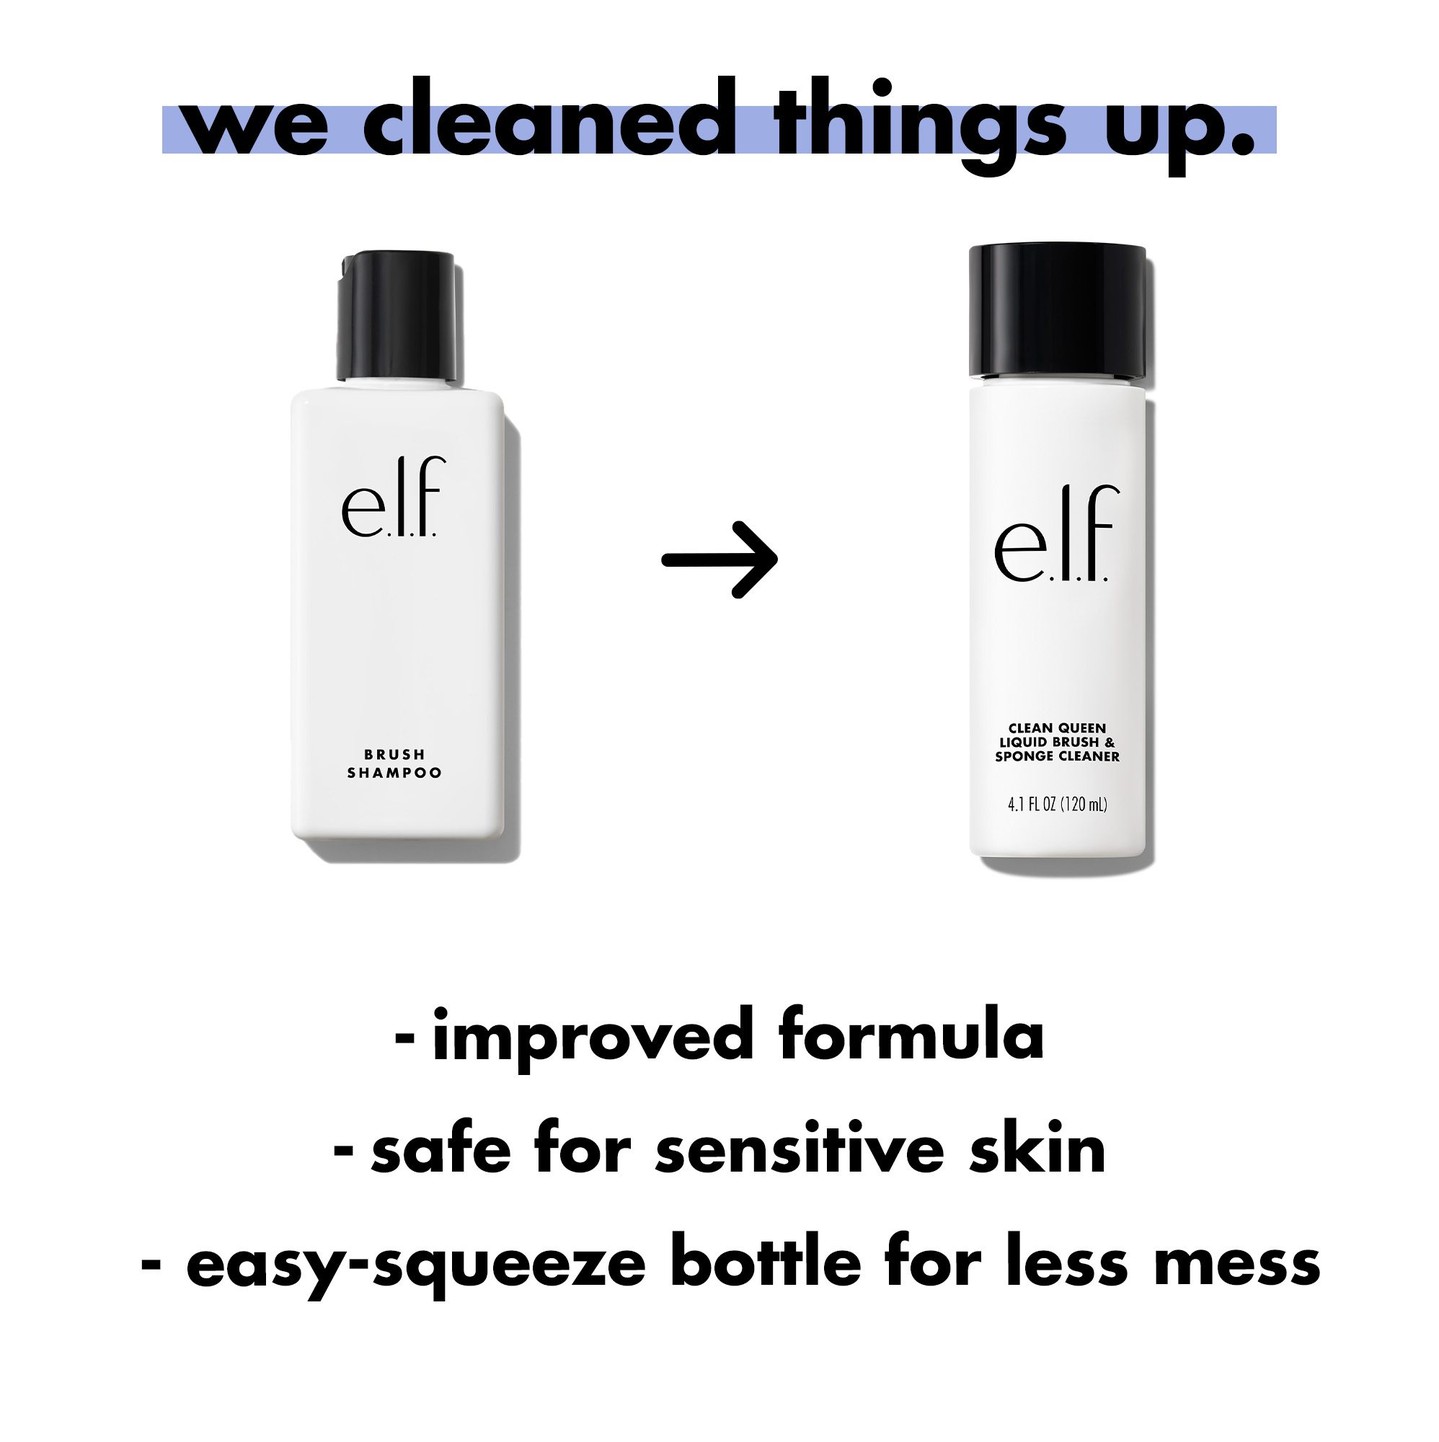 we cleaned things up.
e.l.f.
BRUSH
SHAMPOO
e.l.f.
CLEAN QUEEN
LIQUID BRUSH &
SPONGE CLEANER
4.1 FL OZ (120 mL)
- improved formula
- safe for sensitive skin
- easy-squeeze bottle for less mess